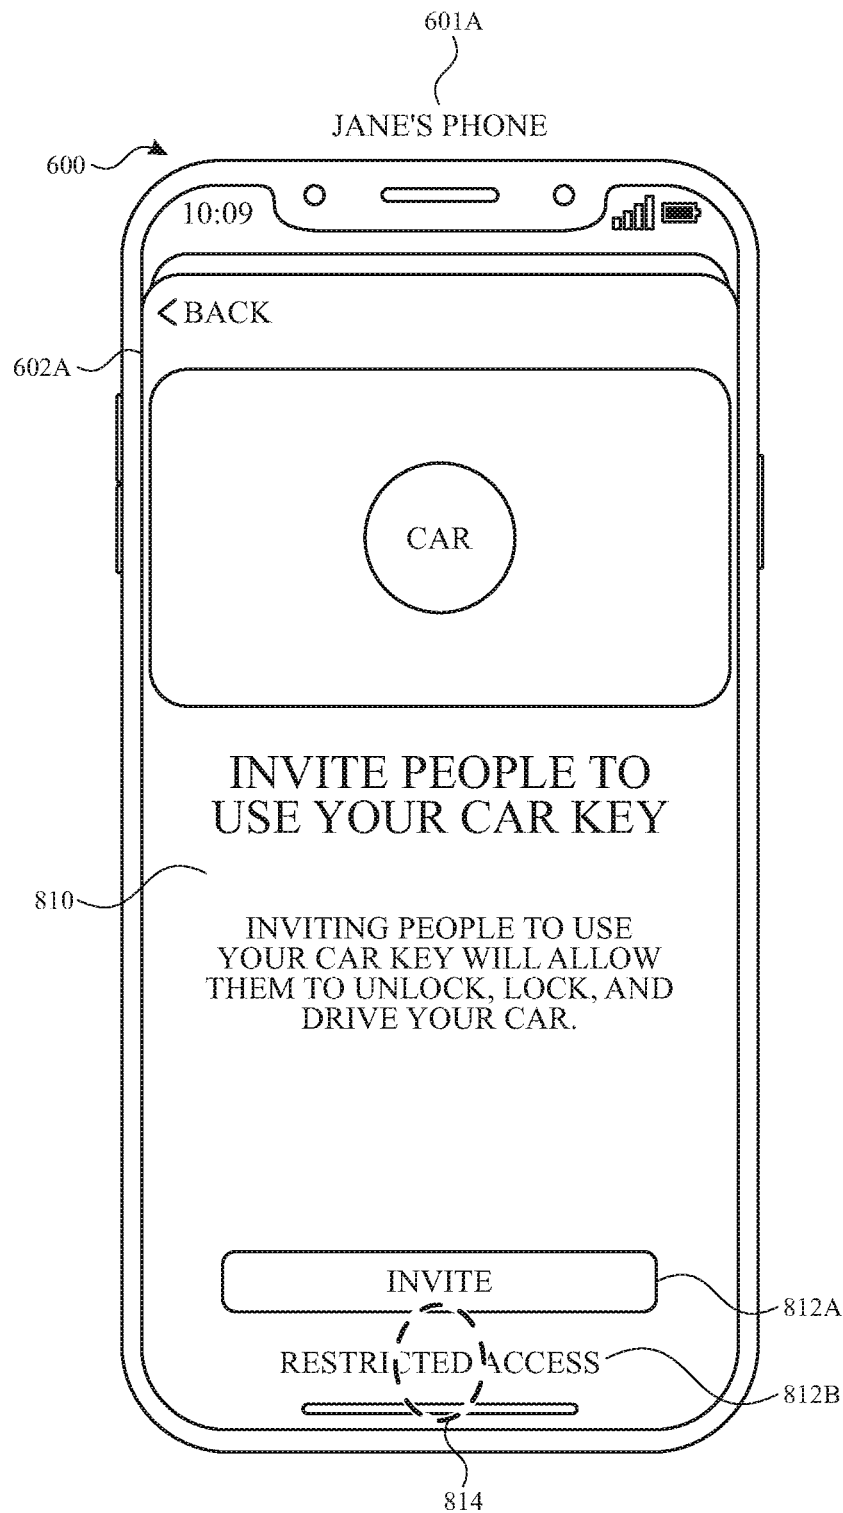 601A
JANE'S PHONE
600
10:09
< BACK
602A
CAR
INVITE PEOPLE TO
USE YOUR CAR KEY
810
INVITING PEOPLE TO USE
YOUR CAR KEY WILL ALLOW
THEM TO UNLOCK, LOCK, AND
DRIVE YOUR CAR.
INVITE
812A
RESTRICTED ACCESS
812B
814